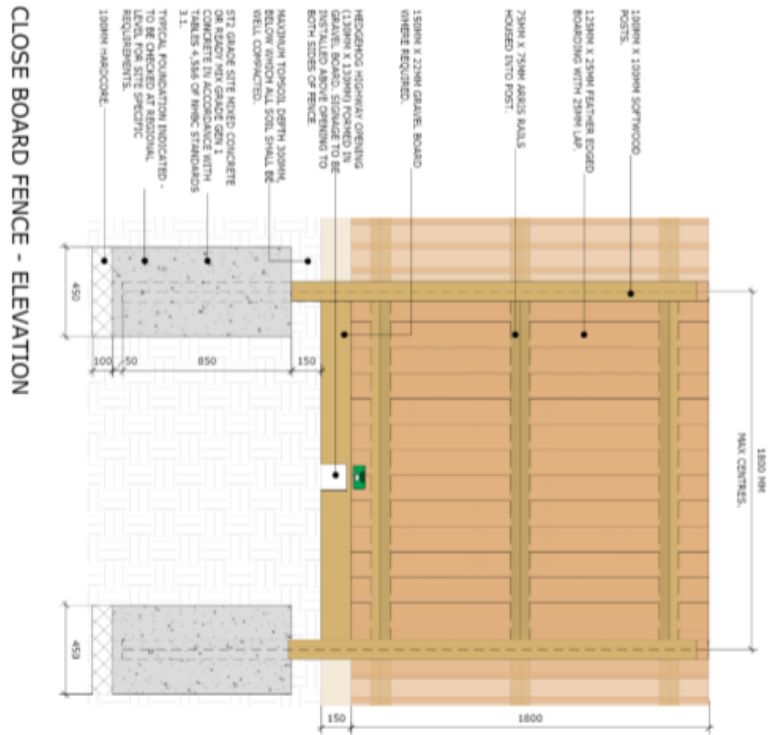 100MM X 100MM SOFTWOOD
POSTS.
125MM X 25MM FEATHER EDGED
BOARDING WITH 25MM LAP.
75MM X 75MM ARRIS RAILS
HOUSED INTO POST.
150MM X 22MM GRAVEL BOARD
WHERE REQUIRED.
HEDGEHOG HIGHWAY OPENING
(130MM X 130MM) FORMED IN
GRAVEL BOARD. SIGNAGE TO BE
INSTALLED ABOVE OPENING TO
BOTH SIDES OF FENCE.
MAXIMUM TOPSOIL DEPTH 300MM,
BELOW WHICH ALL SOIL SHALL BE
WELL COMPACTED.
ST2 GRADE SITE MIXED CONCRETE
OR READY MIX GRADE GEN 1
CONCRETE IN ACCORDANCE WITH
TABLES 4,5&6 OF NHBC STANDARDS
3.1.
TYPICAL FOUNDATION INDICATED -
TO BE CHECKED AT REGIONAL
LEVEL FOR SITE SPECIFIC
REQUIREMENTS.
100MM HARDCORE.
1800 MM
MAX CENTRES.
1800
150
150
850
50
100
450
450
CLOSE BOARD FENCE - ELEVATION